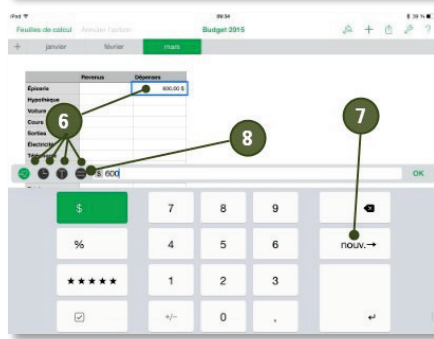 iPad 09:34 39 %
Feuilles de calcul Annuler l'action Budget 2015 ?
+ janvier février mars
Revenus Dépenses
Épicerie 600,00 $
Hypothèque
Voiture
Cours
Sorties
Électricité
6
8
7
$ 600 OK
$ 7 8 9
% 4 5 6 nouv.→
★★★★★ 1 2 3
+/− 0 ,